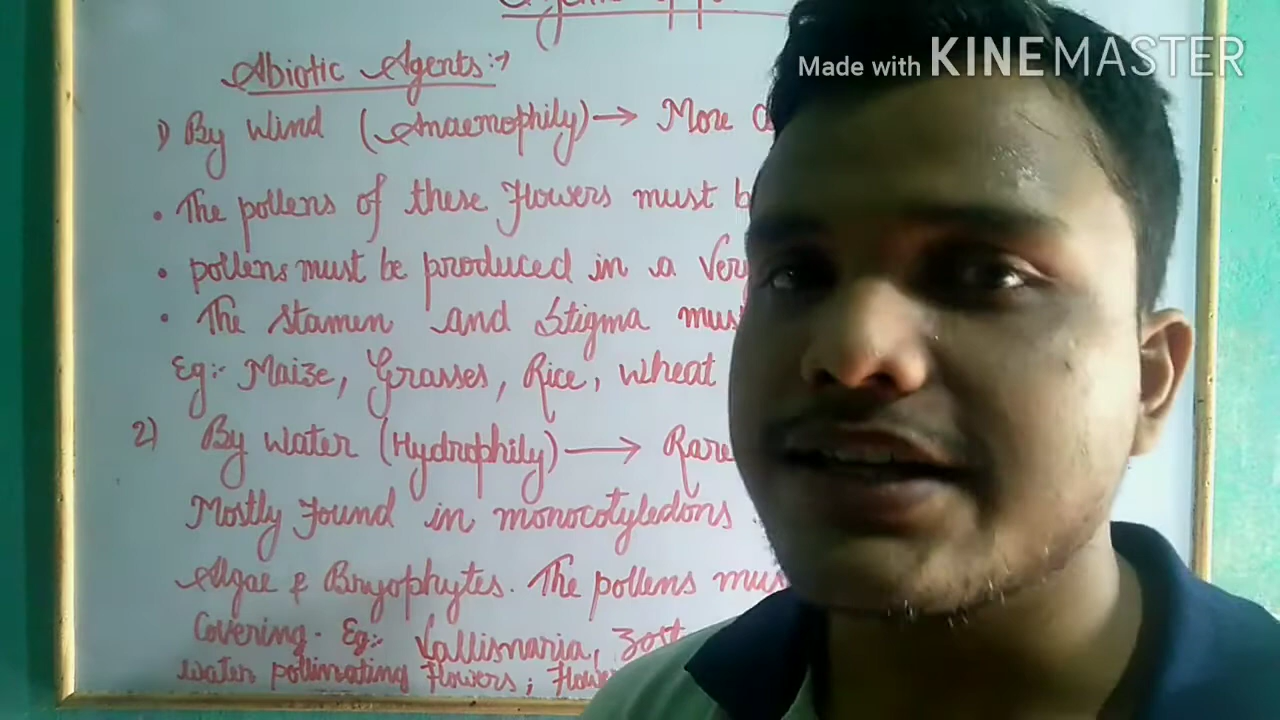 Made with KINEMASTER
Abiotic Agents:-
1) By Wind (Anaemophily) → More
• The pollens of these Flowers must
• pollens must be produced in a Very
• The stamen and Stigma must
Eg:- Maize, Grasses, Rice, wheat
2) By Water (Hydrophily) → Rare
Mostly Found in monocotyledons.
Algae & Bryophytes. The pollens must
Covering. Eg:- Vallisnaria, Zost
water pollinating Flowers; Flowe